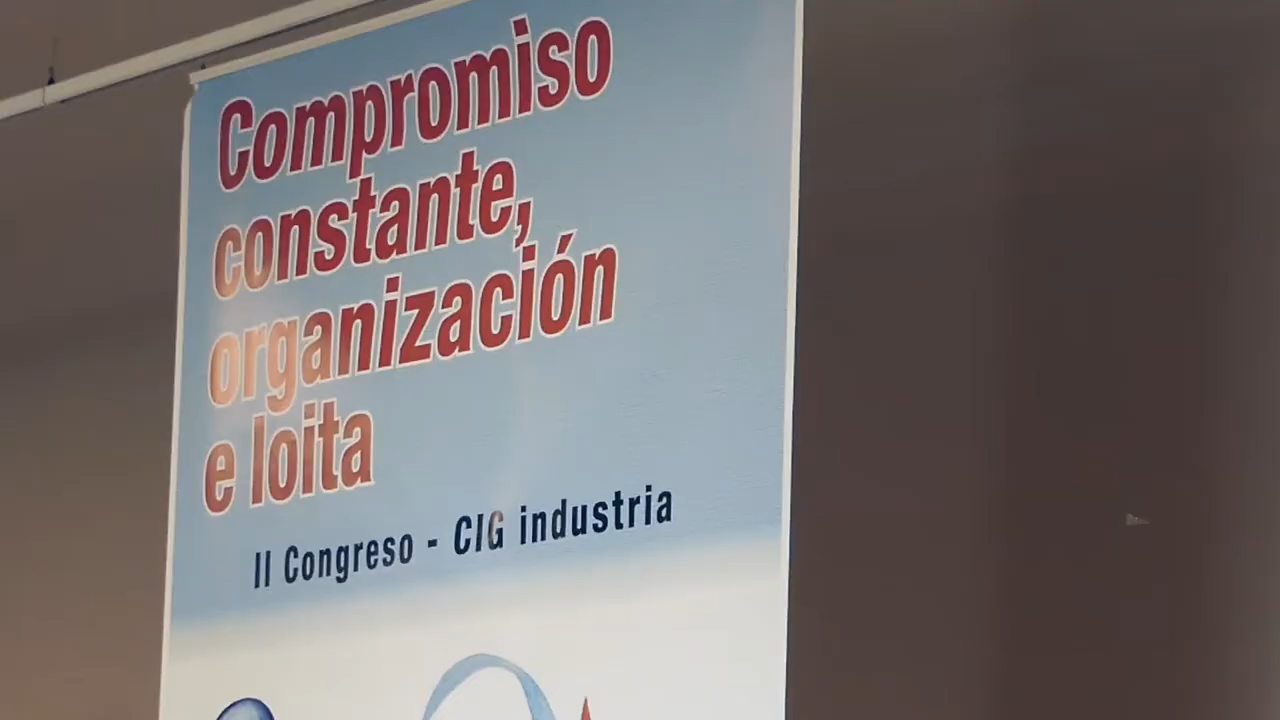 Compromiso
constante,
organización
e loita
II Congreso - CIG industria